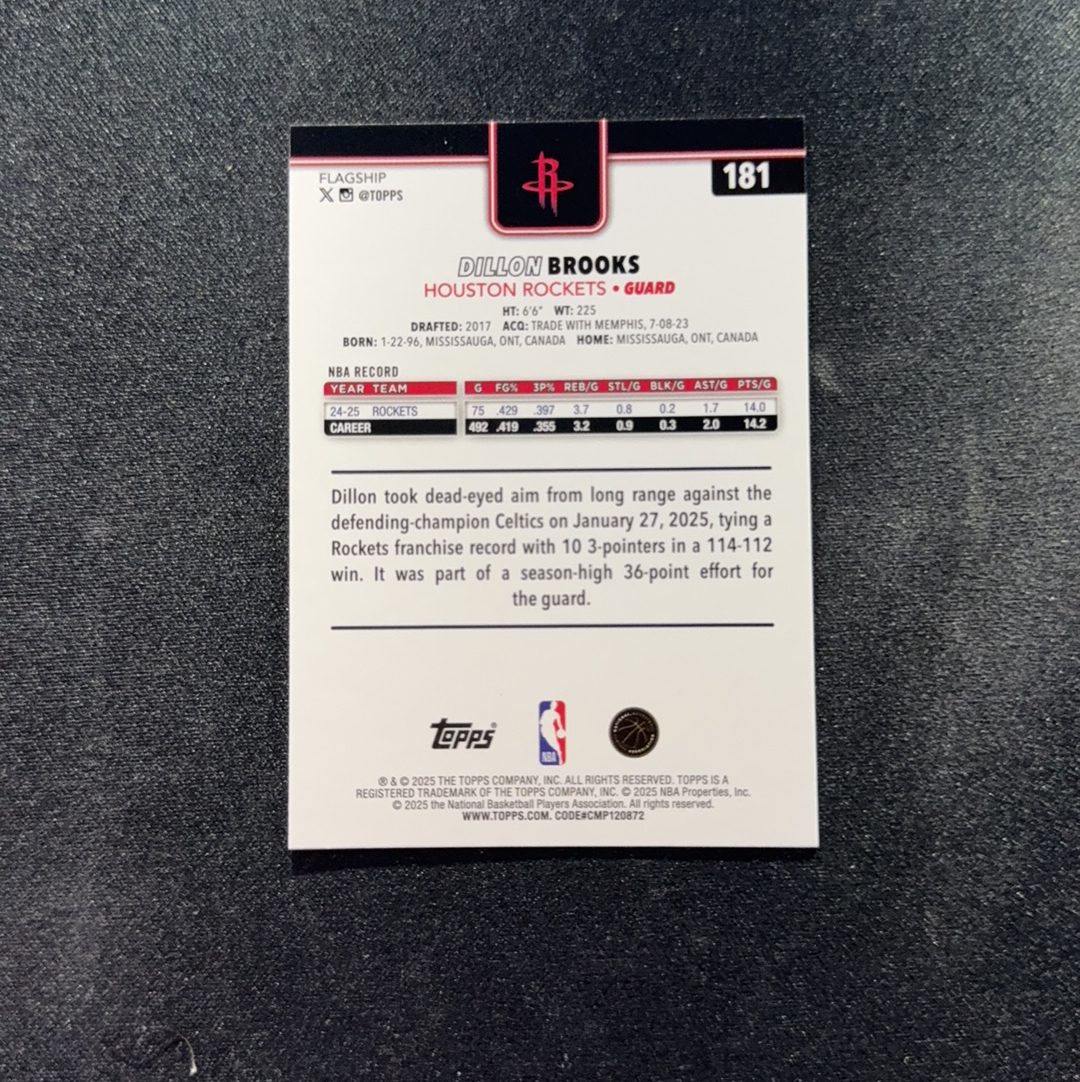 181
FLAGSHIP
X @TOPPS
R
DILLON BROOKS
HOUSTON ROCKETS • GUARD
HT: 6'6" WT: 225
DRAFTED: 2017 ACQ: TRADE WITH MEMPHIS, 7-08-23
BORN: 1-22-96, MISSISSAUGA, ONT, CANADA HOME: MISSISSAUGA, ONT, CANADA
NBA RECORD
YEAR TEAM G FG% 3P% REB/G STL/G BLK/G AST/G PTS/G
24-25 ROCKETS 75 .429 .397 3.7 0.8 0.2 1.7 14.0
CAREER 492 .419 .355 3.2 0.9 0.3 2.0 14.2
Dillon took dead-eyed aim from long range against the
defending-champion Celtics on January 27, 2025, tying a
Rockets franchise record with 10 3-pointers in a 114-112
win. It was part of a season-high 36-point effort for
the guard.
topps®
NBA
® & © 2025 THE TOPPS COMPANY, INC. ALL RIGHTS RESERVED. TOPPS IS A
REGISTERED TRADEMARK OF THE TOPPS COMPANY, INC. © 2025 NBA Properties, Inc.
© 2025 the National Basketball Players Association. All rights reserved.
WWW.TOPPS.COM. CODE#CMP120872